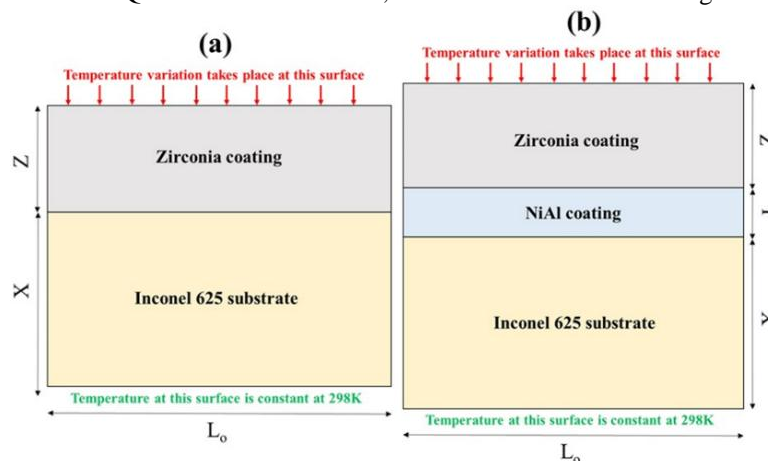 (a)
Temperature variation takes place at this surface
Zirconia coating
Z
Inconel 625 substrate
X
Temperature at this surface is constant at 298K
Lo
(b)
Temperature variation takes place at this surface
Zirconia coating
NiAl coating
Inconel 625 substrate
Temperature at this surface is constant at 298K
Lo